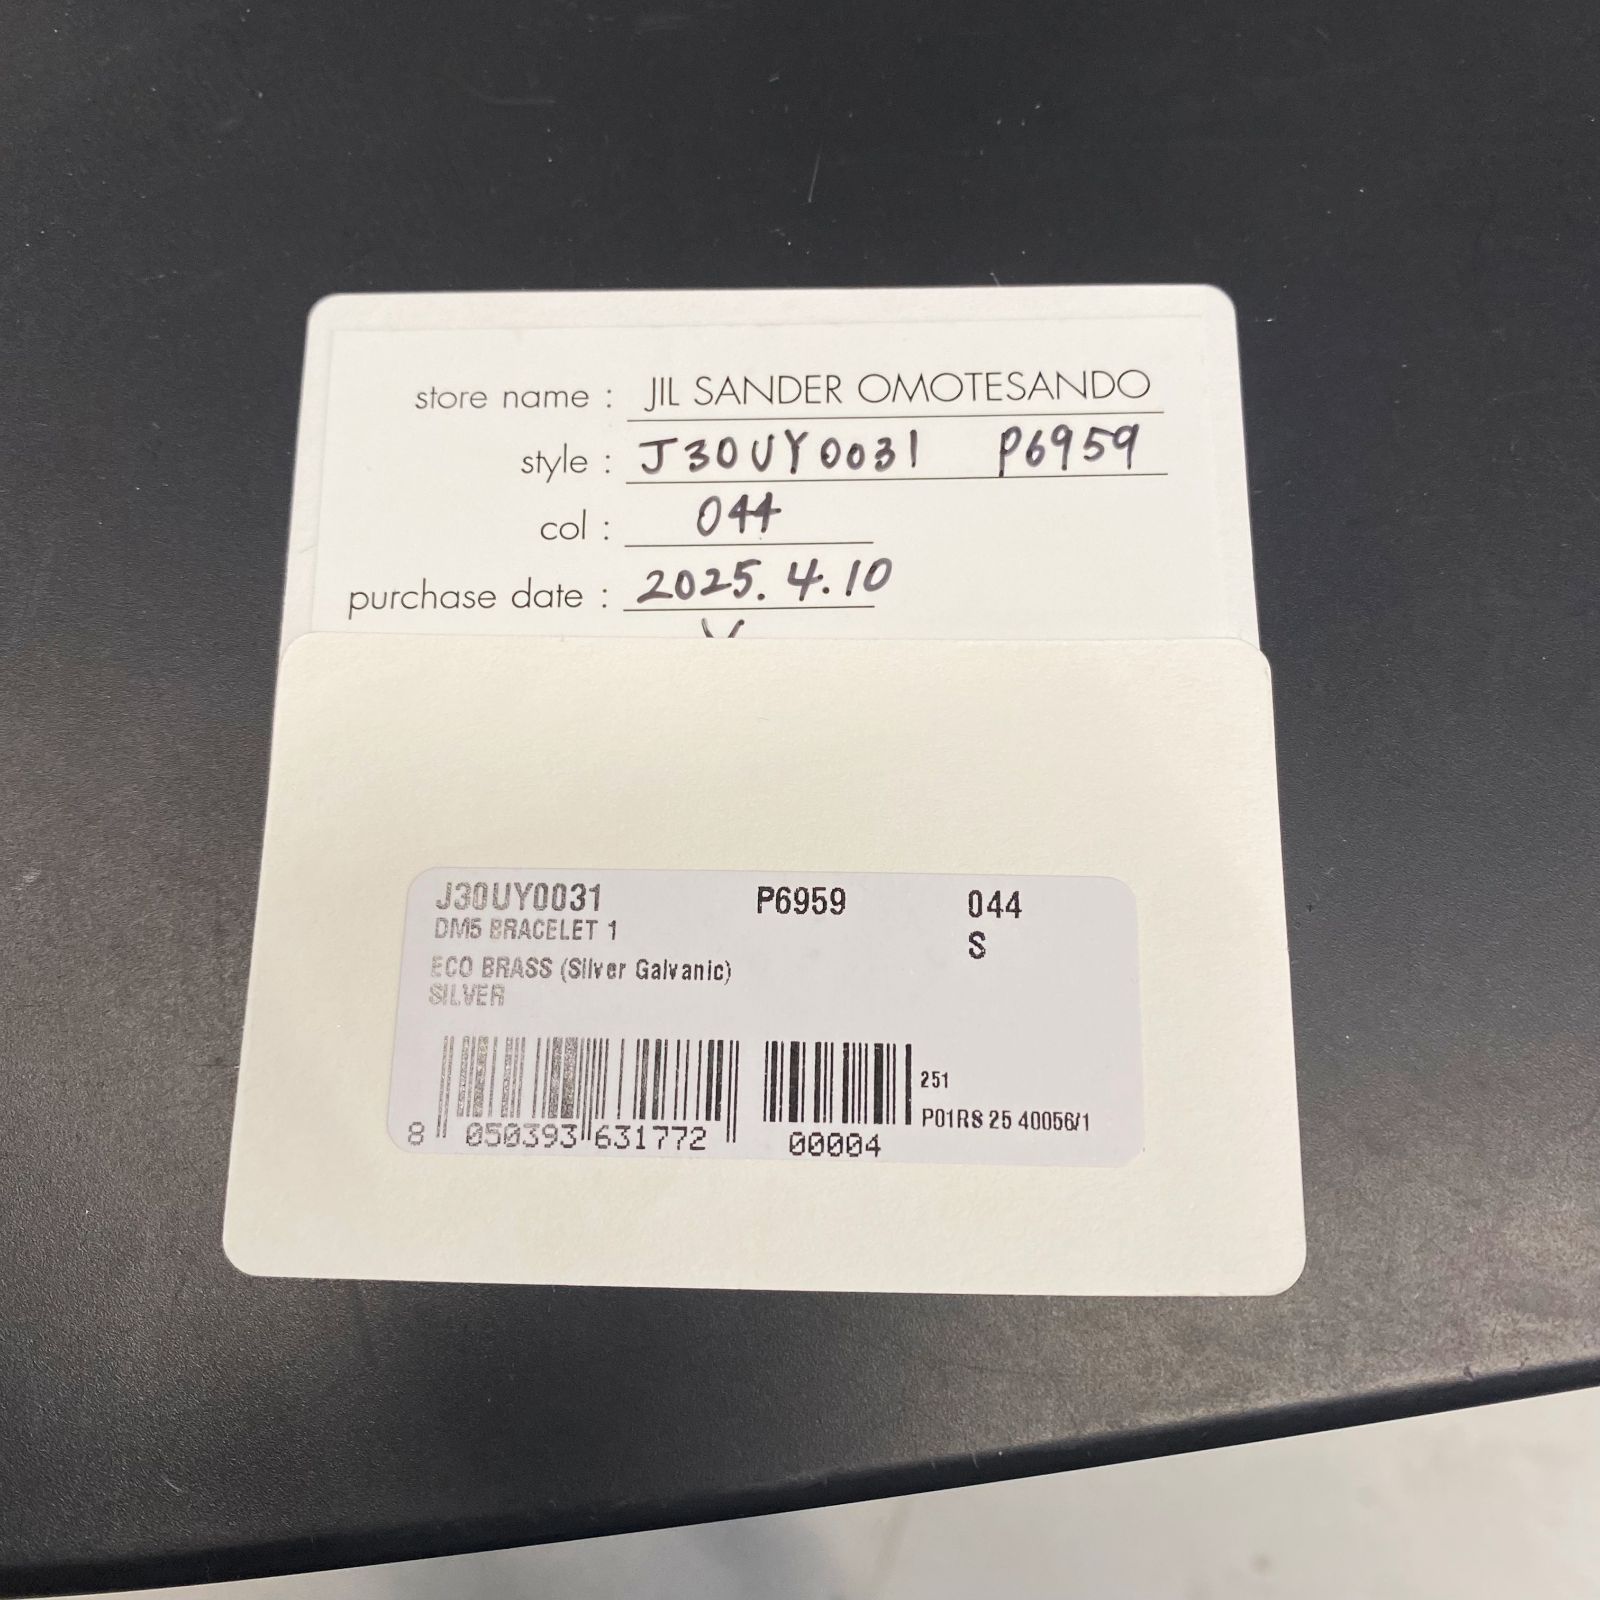 store name : JIL SANDER OMOTESANDO
style : J30UY0031 P6959
col : 044
purchase date : 2025.4.10
J30UY0031 P6959 044
DM5 BRACELET 1 S
ECO BRASS (Silver Galvanic)
SILVER
251
P01RS 25 40056/1
8 050393 631772 00004